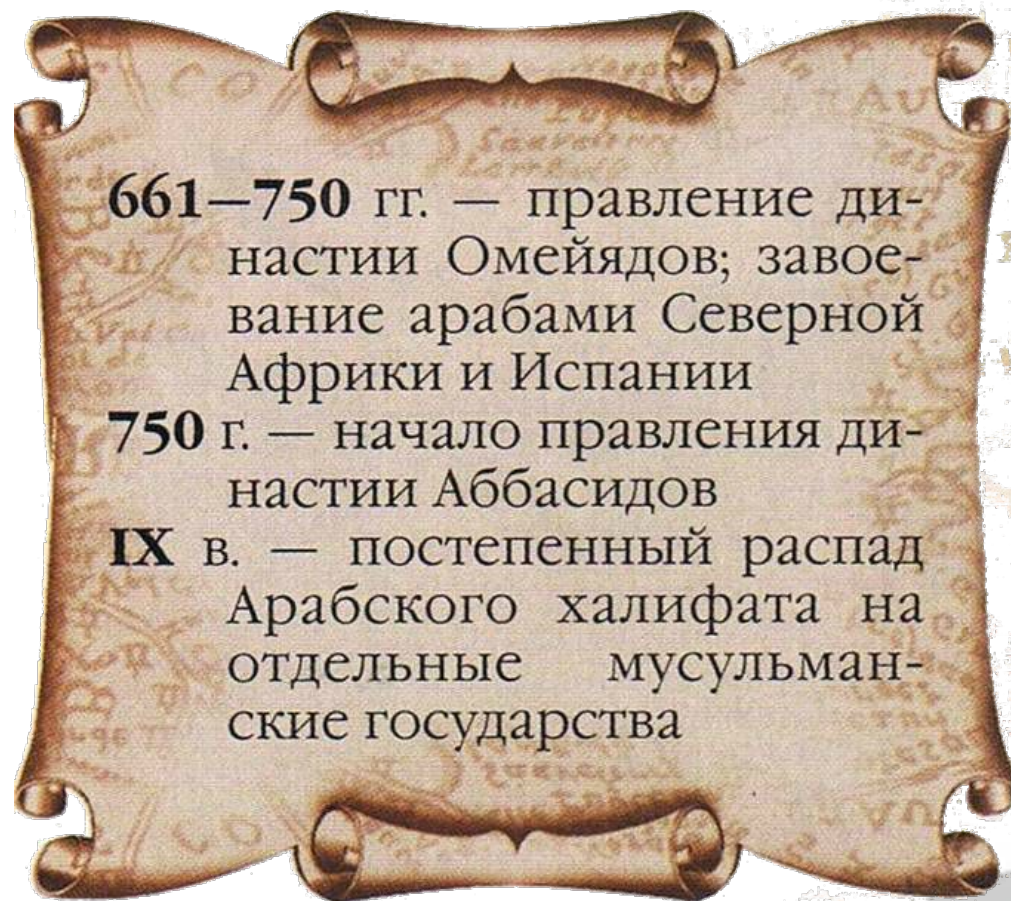 661—750 гг. — правление ди-
настии Омейядов; завое-
вание арабами Северной
Африки и Испании
750 г. — начало правления ди-
настии Аббасидов
IX в. — постепенный распад
Арабского халифата на
отдельные мусульман-
ские государства